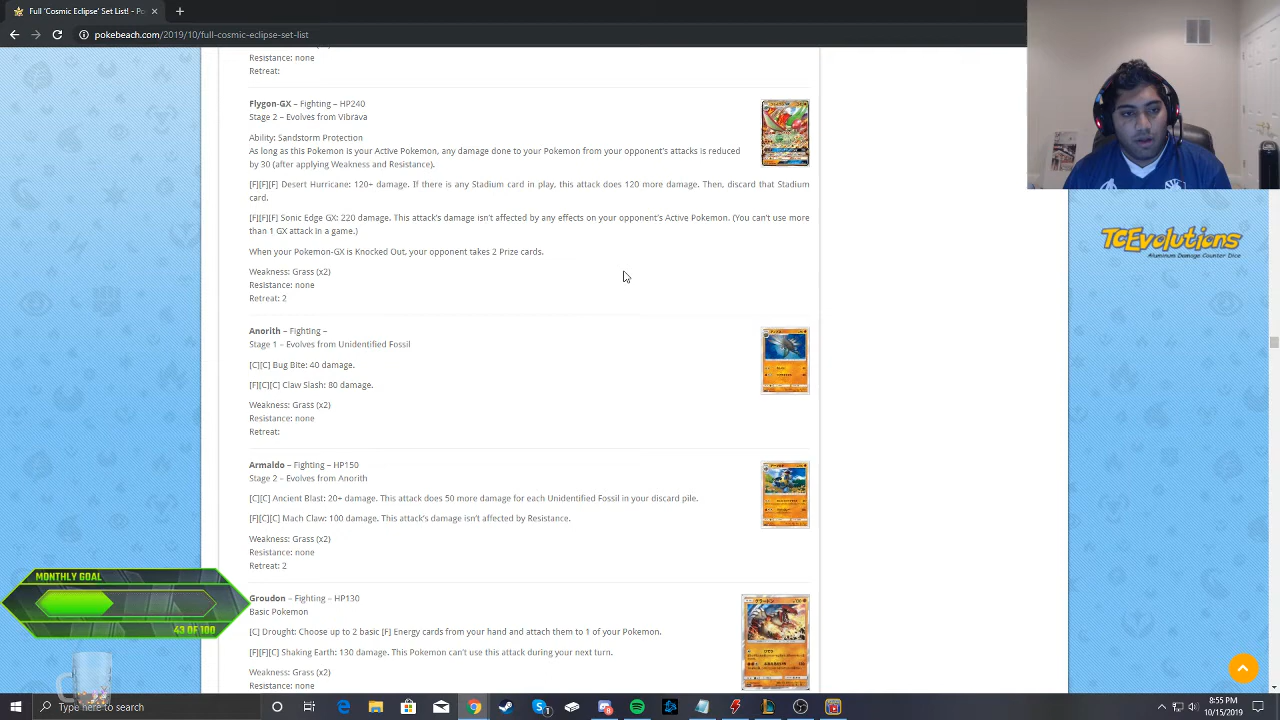 Full 'Cosmic Eclipse' Set List - Po
pokebeach.com/2019/10/full-cosmic-eclipse-set-list
Resistance: none
Retreat:
Flygon-GX – Fighting – HP240
Stage 2 – Evolves from Vibrava
Ability: Sandstorm Protection
As long as this Pokemon is your Active Pokemon, any damage done to your Pokemon from your opponent's attacks is reduced
by 30 (after applying Weakness and Resistance).
[F][F][F] Desert Hurricane: 120+ damage. If there is any Stadium card in play, this attack does 120 more damage. Then, discard that Stadium
card.
[F][F][F] Sonic Edge GX: 220 damage. This attack's damage isn't affected by any effects on your opponent's Active Pokemon. (You can't use more
than 1 GX attack in a game.)
When your Pokemon-GX is Knocked Out, your opponent takes 2 Prize cards.
Weakness: Grass (x2)
Resistance: none
Retreat: 2
Anorith – Fighting –
Stage 1 – Evolves from Unidentified Fossil
[C][C] Bug Bite: 40 damage.
[F][C][C] Claw Slash: 80 damage.
Weakness: Grass (x2)
Resistance: none
Retreat:
Armaldo – Fighting – HP150
Stage 2 – Evolves from Anorith
[C][C] Ancient Blast: 20+ damage. This attack does 50 more damage for each Unidentified Fossil in your discard pile.
[F][C][C] Mach Claw: 100 damage. This attack's damage isn't affected by Resistance.
Weakness: Grass (x2)
Resistance: none
Retreat: 2
Groudon – Fighting – HP130
Basic Pokemon
[C] Drought: Choose up to 2 basic [F] Energy cards from your hand and attach them to 1 of your Pokemon.
[F][F][C] Shaking Earth: 130 damage. This Pokemon can't use this attack during your next turn.
Weakness: Grass (x2)
Resistance: none
TCEvolutions
Aluminum Damage Counter Dice
MONTHLY GOAL
43 OF 100
Type here to search
8:55 PM
10/15/2019